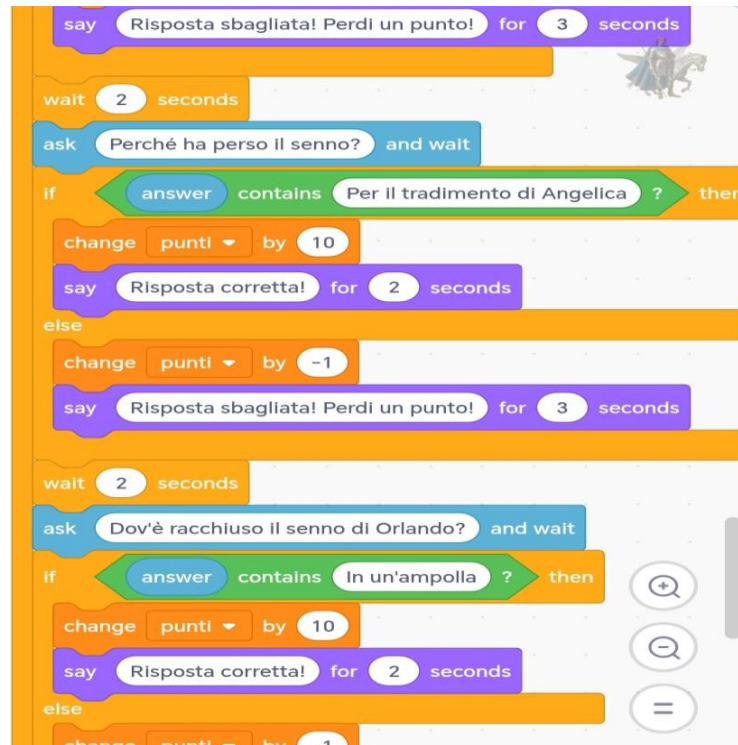 say Risposta sbagliata! Perdi un punto! for 3 seconds
wait 2 seconds
ask Perché ha perso il senno? and wait
if answer contains Per il tradimento di Angelica ? then
change punti by 10
say Risposta corretta! for 2 seconds
else
change punti by -1
say Risposta sbagliata! Perdi un punto! for 3 seconds
wait 2 seconds
ask Dov'è racchiuso il senno di Orlando? and wait
if answer contains In un'ampolla ? then
change punti by 10
say Risposta corretta! for 2 seconds
else
change punti by -1